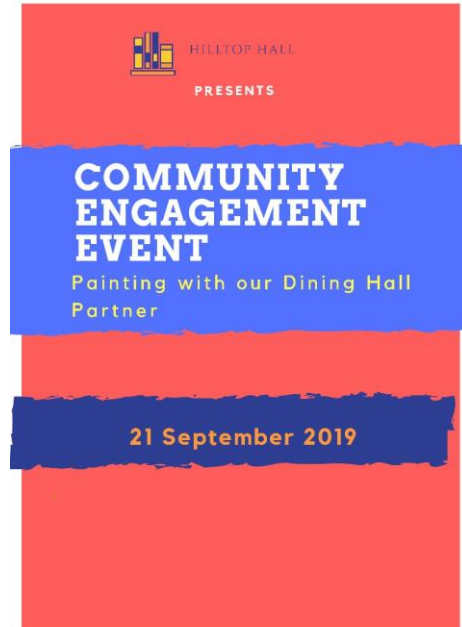 HILLTOP HALL
PRESENTS
COMMUNITY
ENGAGEMENT
EVENT
Painting with our Dining Hall
Partner
21 September 2019